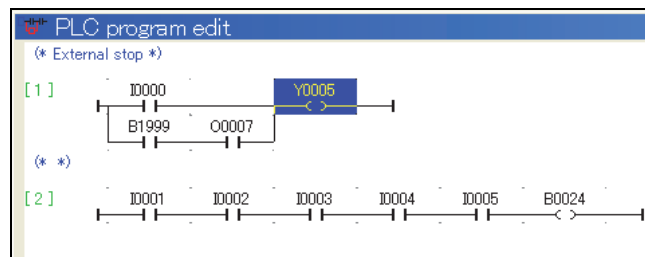 PLC program edit
(* External stop *)
[1] I0000 Y0005
B1999 O0007
(* *)
[2] I0001 I0002 I0003 I0004 I0005 B0024